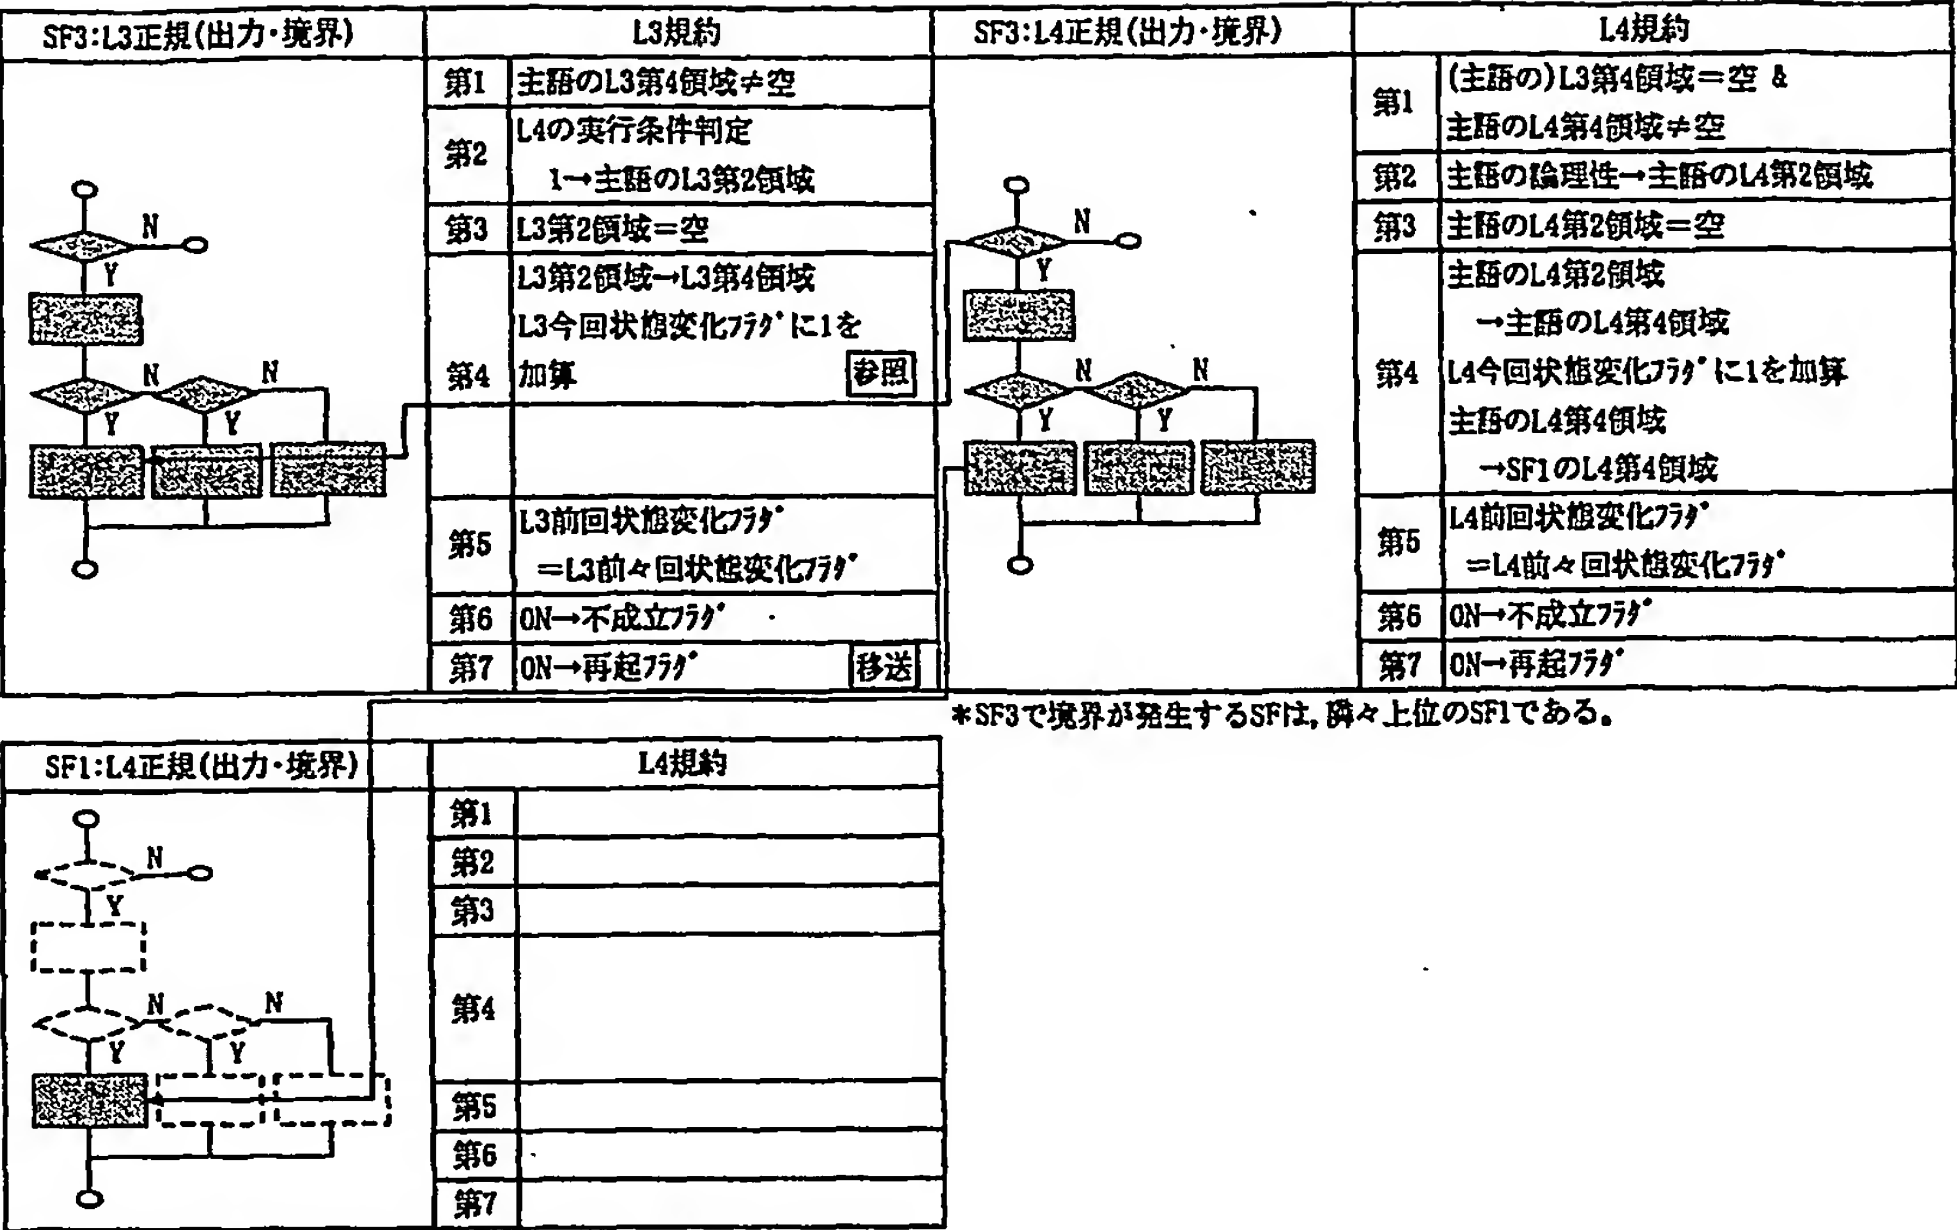 SF3:L3正規(出力・境界)
L3規約
第1
主語のL3第4領域≠空
第2
L4の実行条件判定
1→主語のL3第2領域
第3
L3第2領域=空
第4
L3第2領域→L3第4領域
L3今回状態変化フラグに1を
加算
参照
第5
L3前回状態変化フラグ
=L3前々回状態変化フラグ
第6
ON→不成立フラグ
第7
ON→再起フラグ
移送
N
Y
N
N
Y
Y
SF3:L4正規(出力・境界)
L4規約
第1
(主語の)L3第4領域=空 &
主語のL4第4領域≠空
第2
主語の論理性→主語のL4第2領域
第3
主語のL4第2領域=空
第4
主語のL4第2領域
→主語のL4第4領域
L4今回状態変化フラグに1を加算
主語のL4第4領域
→SF1のL4第4領域
第5
L4前回状態変化フラグ
=L4前々回状態変化フラグ
第6
ON→不成立フラグ
第7
ON→再起フラグ
N
Y
N
N
Y
Y
*SF3で境界が発生するSFは,隣々上位のSF1である。
SF1:L4正規(出力・境界)
L4規約
第1
第2
第3
第4
第5
第6
第7
N
Y
N
N
Y
Y